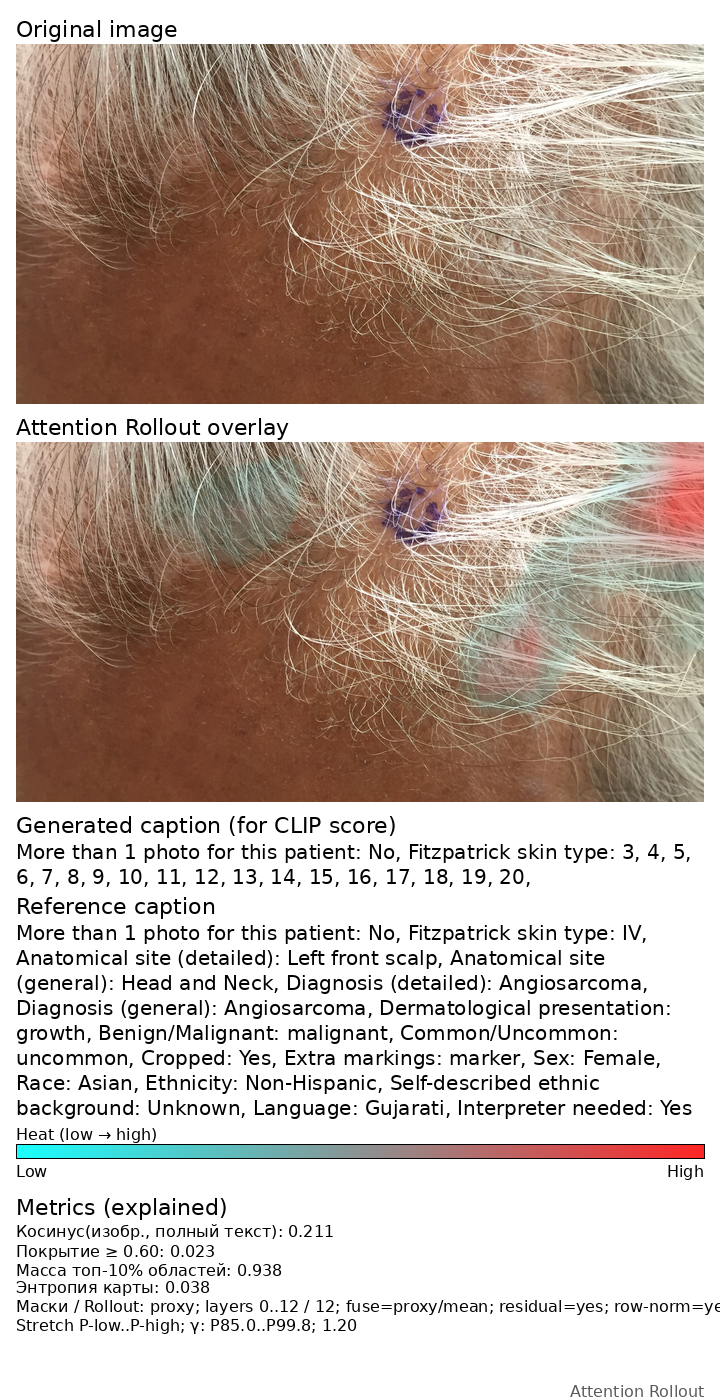 Original image
Attention Rollout overlay
Generated caption (for CLIP score)
More than 1 photo for this patient: No, Fitzpatrick skin type: 3, 4, 5,
6, 7, 8, 9, 10, 11, 12, 13, 14, 15, 16, 17, 18, 19, 20,
Reference caption
More than 1 photo for this patient: No, Fitzpatrick skin type: IV,
Anatomical site (detailed): Left front scalp, Anatomical site
(general): Head and Neck, Diagnosis (detailed): Angiosarcoma,
Diagnosis (general): Angiosarcoma, Dermatological presentation:
growth, Benign/Malignant: malignant, Common/Uncommon:
uncommon, Cropped: Yes, Extra markings: marker, Sex: Female,
Race: Asian, Ethnicity: Non-Hispanic, Self-described ethnic
background: Unknown, Language: Gujarati, Interpreter needed: Yes
Heat (low → high)
Low High
Metrics (explained)
Косинус(изобр., полный текст): 0.211
Покрытие ≥ 0.60: 0.023
Масса топ-10% областей: 0.938
Энтропия карты: 0.038
Маски / Rollout: proxy; layers 0..12 / 12; fuse=proxy/mean; residual=yes; row-norm=ye
Stretch P-low..P-high; γ: P85.0..P99.8; 1.20
Attention Rollout